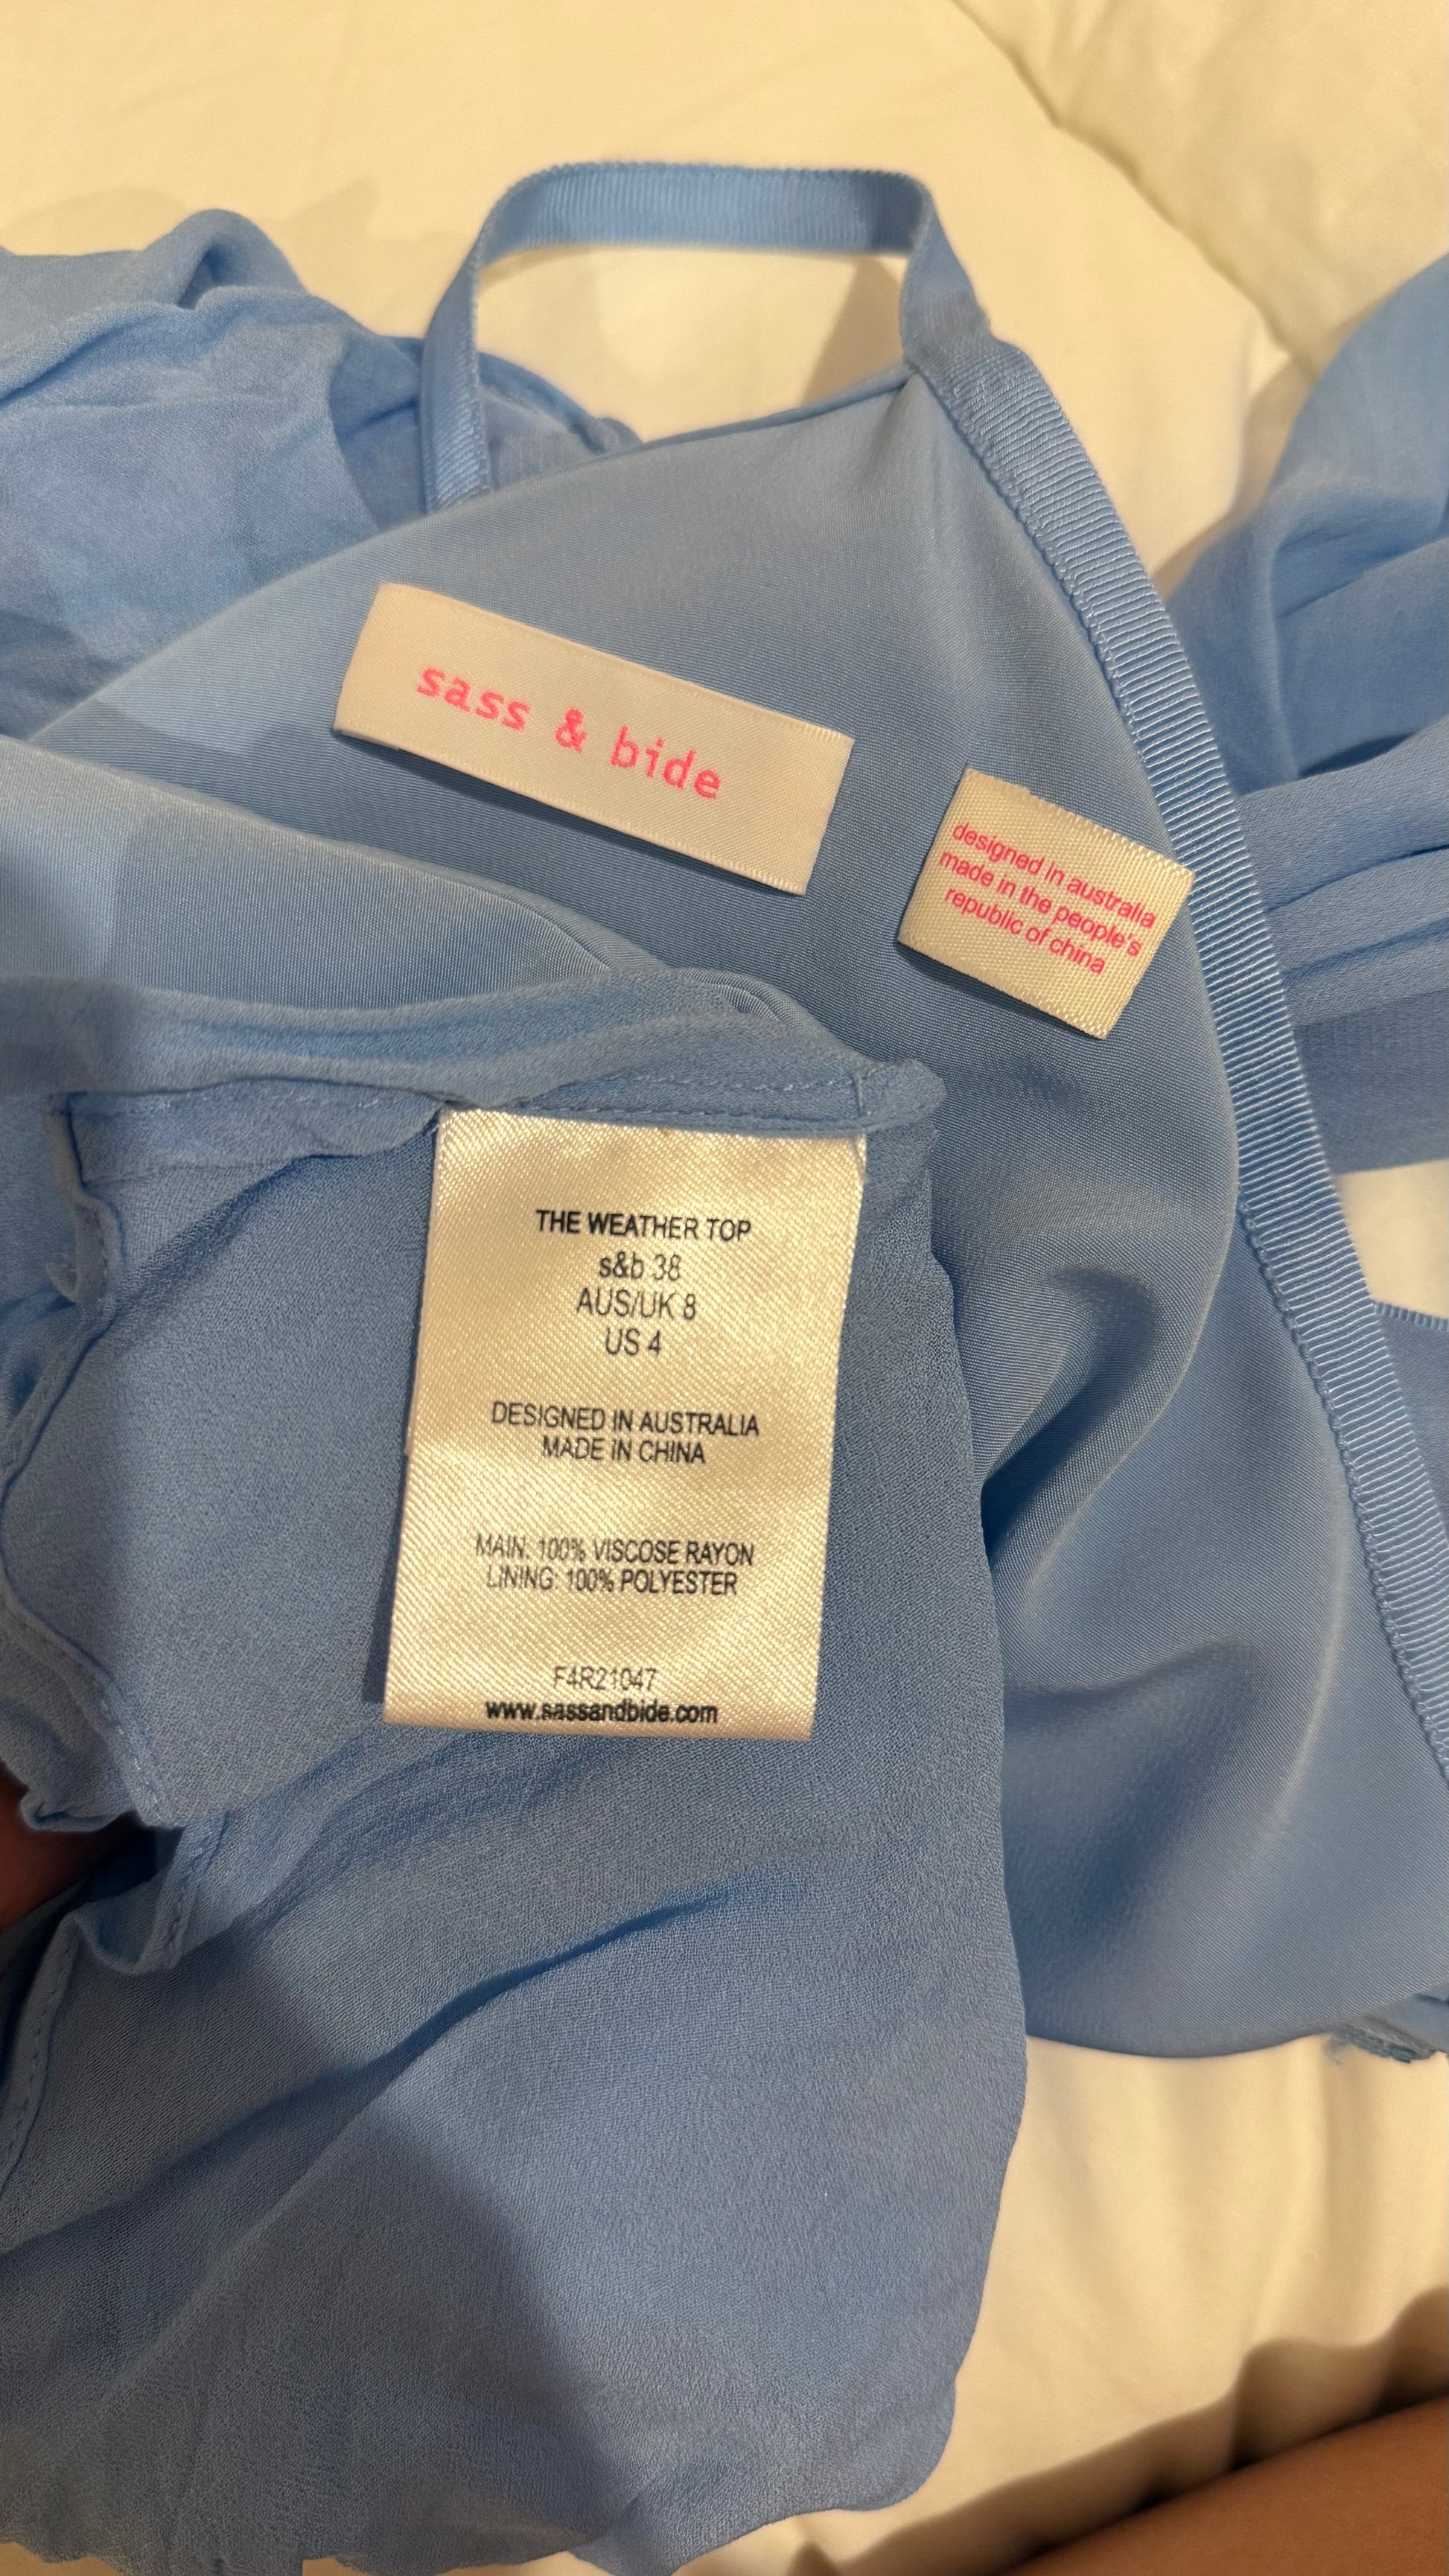 sass & bide
designed in australia
made in the people's
republic of china
THE WEATHER TOP
s&b 38
AUS/UK 8
US 4
DESIGNED IN AUSTRALIA
MADE IN CHINA
MAIN: 100% VISCOSE RAYON
LINING: 100% POLYESTER
F4R21047
www.sassandbide.com